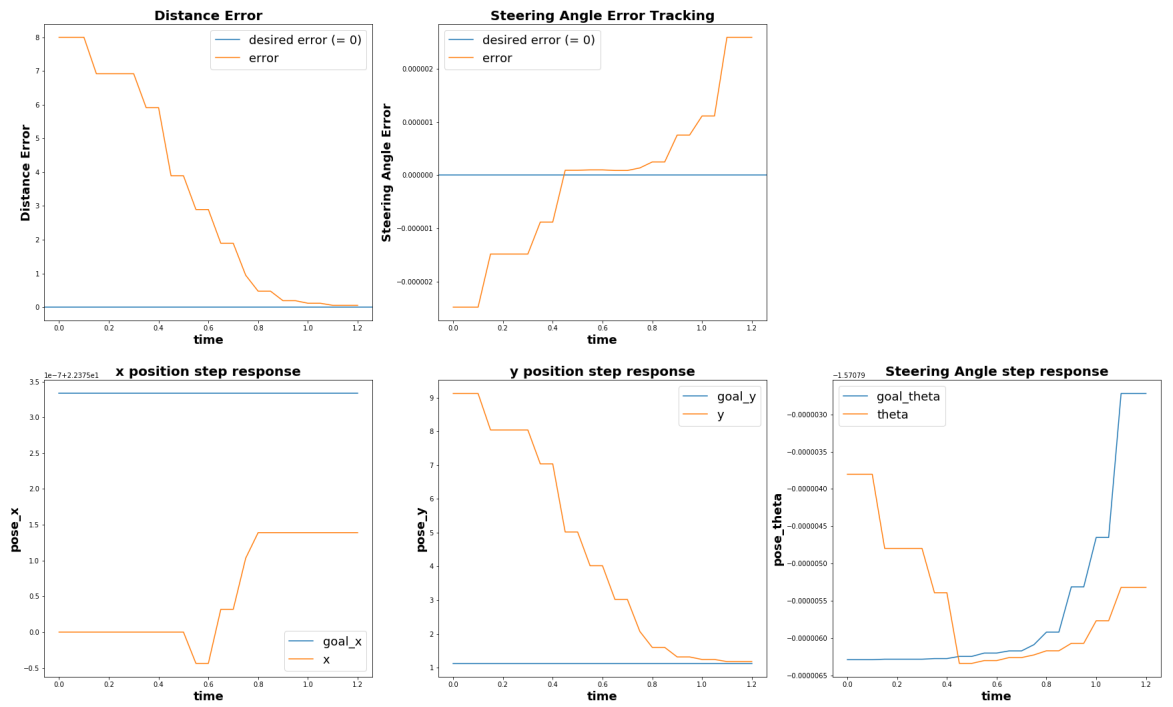 Distance Error
Distance Error
8
7
6
5
4
3
2
1
0
desired error (= 0)
error
0.0 0.2 0.4 0.6 0.8 1.0 1.2
time
Steering Angle Error Tracking
Steering Angle Error
0.000002
0.000001
0.000000
−0.000001
−0.000002
desired error (= 0)
error
0.0 0.2 0.4 0.6 0.8 1.0 1.2
time
x position step response
1e−7+2.2375e1
pose_x
3.5
3.0
2.5
2.0
1.5
1.0
0.5
0.0
−0.5
goal_x
x
0.0 0.2 0.4 0.6 0.8 1.0 1.2
time
y position step response
pose_y
9
8
7
6
5
4
3
2
1
goal_y
y
0.0 0.2 0.4 0.6 0.8 1.0 1.2
time
Steering Angle step response
−1.57079
pose_theta
−0.0000030
−0.0000035
−0.0000040
−0.0000045
−0.0000050
−0.0000055
−0.0000060
−0.0000065
goal_theta
theta
0.0 0.2 0.4 0.6 0.8 1.0 1.2
time